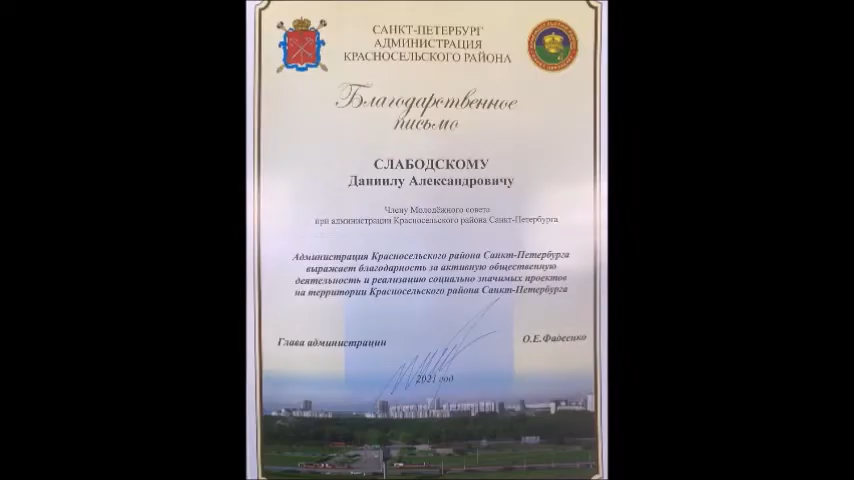 САНКТ-ПЕТЕРБУРГ
АДМИНИСТРАЦИЯ
КРАСНОСЕЛЬСКОГО РАЙОНА
Благодарственное
письмо
СЛАБОДСКОМУ
Даниилу Александровичу
Члену Молодёжного совета
при администрации Красносельского района Санкт-Петербурга
Администрация Красносельского района Санкт-Петербурга
выражает благодарность за активную общественную
деятельность и реализацию социально значимых проектов
на территории Красносельского района Санкт-Петербурга
Глава администрации
О.Е.Фадеенко
2021 год